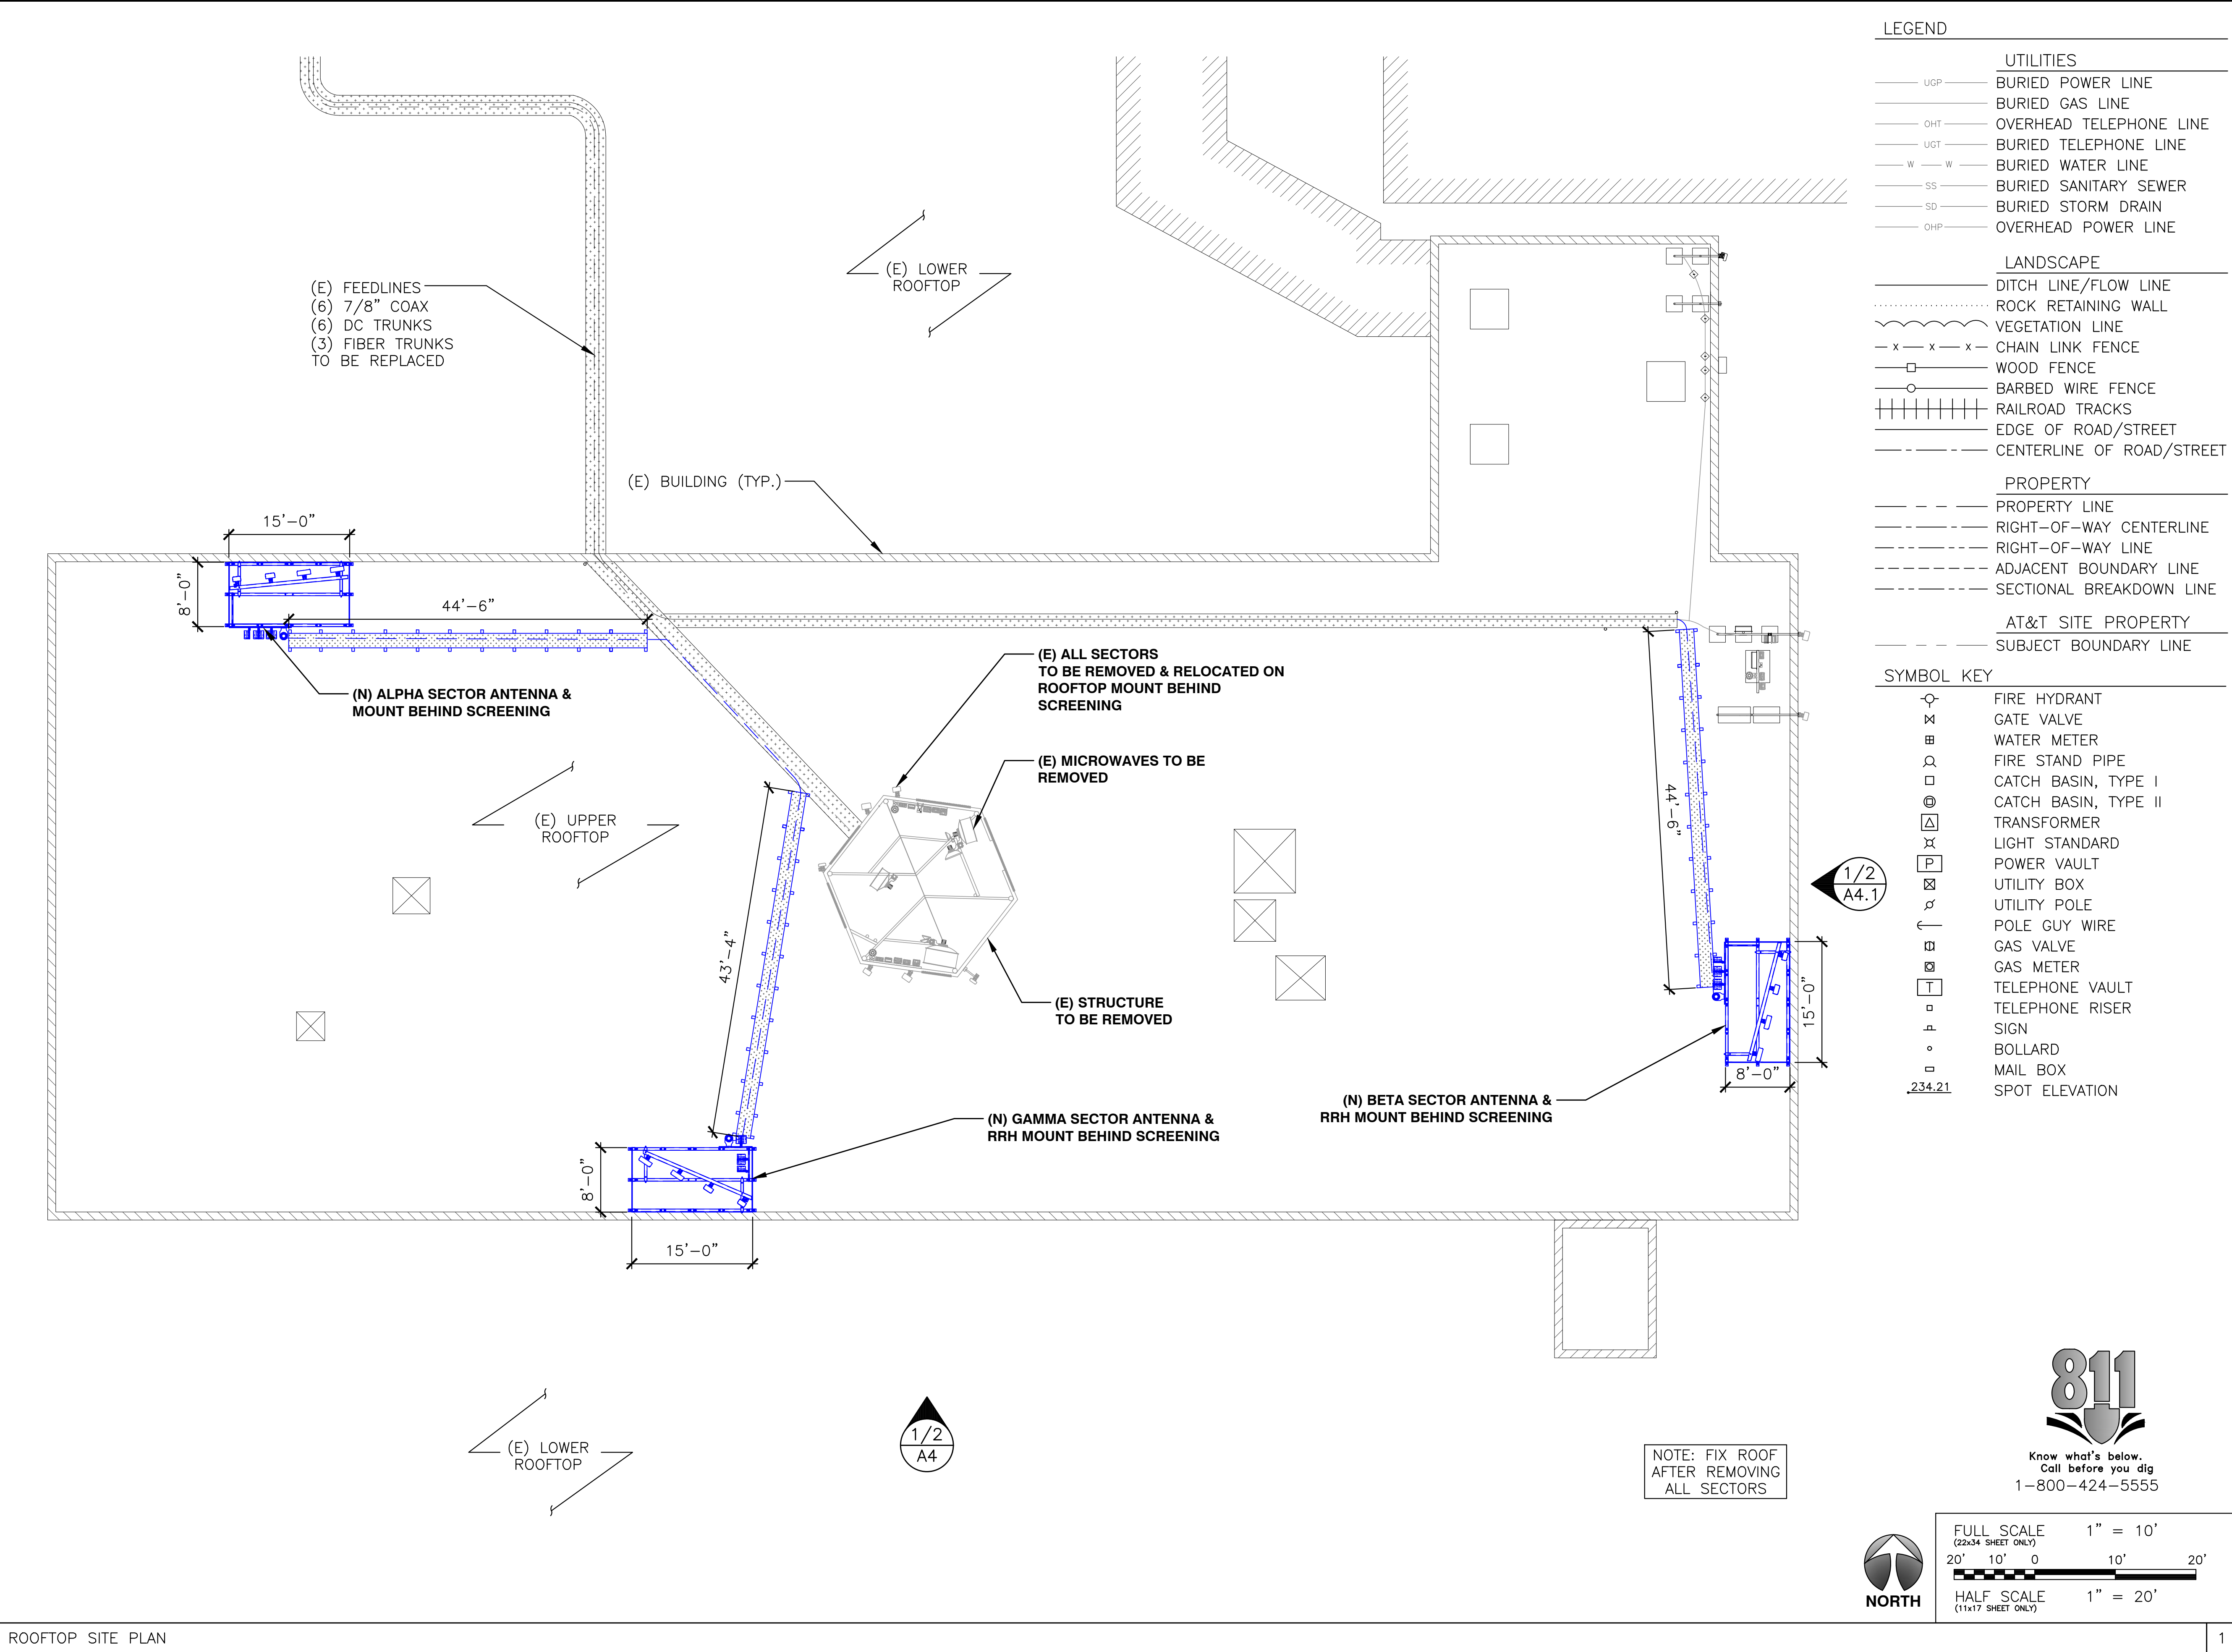 LEGEND
UTILITIES
UGP BURIED POWER LINE
BURIED GAS LINE
OHT OVERHEAD TELEPHONE LINE
UGT BURIED TELEPHONE LINE
W W BURIED WATER LINE
SS BURIED SANITARY SEWER
SD BURIED STORM DRAIN
OHP OVERHEAD POWER LINE
LANDSCAPE
DITCH LINE/FLOW LINE
ROCK RETAINING WALL
VEGETATION LINE
X X X CHAIN LINK FENCE
WOOD FENCE
BARBED WIRE FENCE
RAILROAD TRACKS
EDGE OF ROAD/STREET
CENTERLINE OF ROAD/STREET
PROPERTY
PROPERTY LINE
RIGHT-OF-WAY CENTERLINE
RIGHT-OF-WAY LINE
ADJACENT BOUNDARY LINE
SECTIONAL BREAKDOWN LINE
AT&T SITE PROPERTY
SUBJECT BOUNDARY LINE
SYMBOL KEY
FIRE HYDRANT
GATE VALVE
WATER METER
FIRE STAND PIPE
CATCH BASIN, TYPE I
CATCH BASIN, TYPE II
TRANSFORMER
LIGHT STANDARD
P POWER VAULT
UTILITY BOX
UTILITY POLE
POLE GUY WIRE
GAS VALVE
GAS METER
T TELEPHONE VAULT
TELEPHONE RISER
SIGN
BOLLARD
MAIL BOX
234.21 SPOT ELEVATION
(E) FEEDLINES
(6) 7/8" COAX
(6) DC TRUNKS
(3) FIBER TRUNKS
TO BE REPLACED
(E) LOWER
ROOFTOP
(E) BUILDING (TYP.)
15'-0"
8'-0"
44'-6"
(N) ALPHA SECTOR ANTENNA &
MOUNT BEHIND SCREENING
(E) ALL SECTORS
TO BE REMOVED & RELOCATED ON
ROOFTOP MOUNT BEHIND
SCREENING
(E) MICROWAVES TO BE
REMOVED
(E) UPPER
ROOFTOP
43'-4"
44'-6"
1/2
A4.1
(E) STRUCTURE
TO BE REMOVED
15'-0"
8'-0"
(N) BETA SECTOR ANTENNA &
RRH MOUNT BEHIND SCREENING
(N) GAMMA SECTOR ANTENNA &
RRH MOUNT BEHIND SCREENING
8'-0"
15'-0"
(E) LOWER
ROOFTOP
1/2
A4
NOTE: FIX ROOF
AFTER REMOVING
ALL SECTORS
811
Know what's below.
Call before you dig
1-800-424-5555
NORTH
FULL SCALE 1" = 10'
(22x34 SHEET ONLY)
20' 10' 0 10' 20'
HALF SCALE 1" = 20'
(11x17 SHEET ONLY)
ROOFTOP SITE PLAN
1